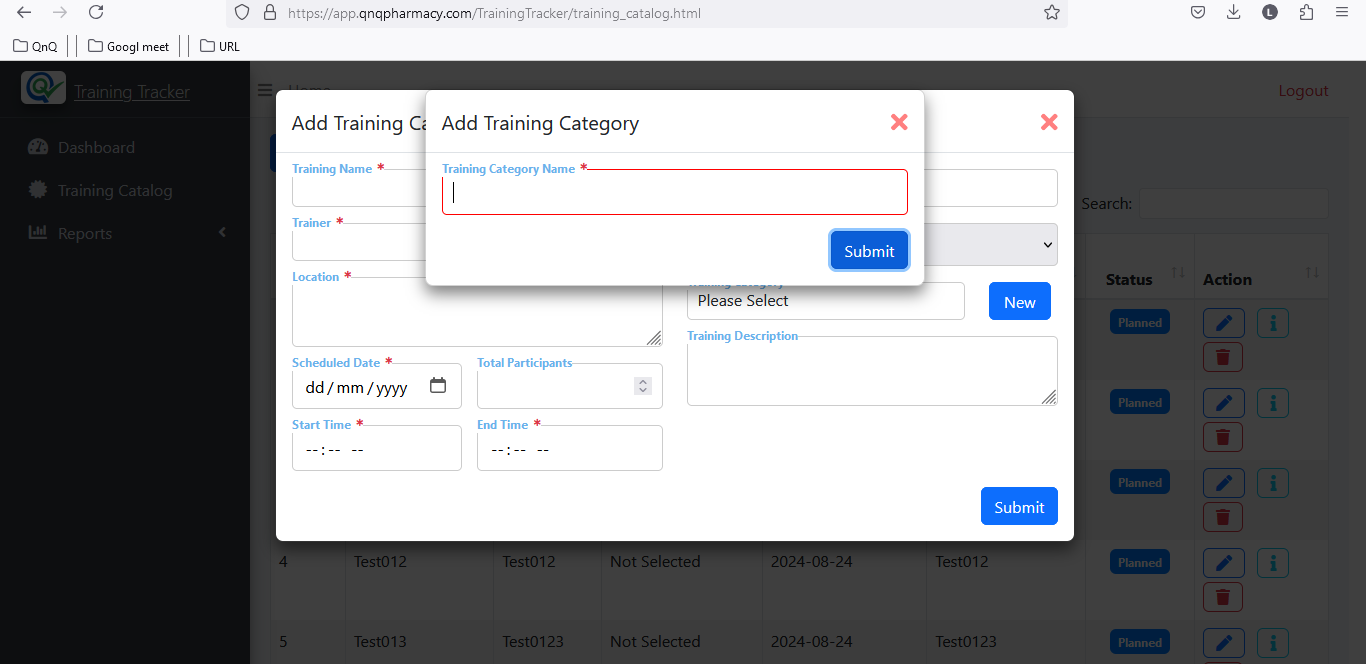 https://app.qnqpharmacy.com/TrainingTracker/training_catalog.html
L
QnQ
Googl meet
URL
Training Tracker
Home
Logout
Dashboard
Training Catalog
Reports
Add Training Ca
Add Training Category
Training Name *
Training Category Name *
Submit
Search:
Trainer *
Location *
Training Category
Please Select
New
Status
Action
Training Description
Scheduled Date *
Total Participants
dd / mm / yyyy
Start Time *
End Time *
--:-- --
--:-- --
Submit
Planned
Planned
Planned
4 Test012 Test012 Not Selected 2024-08-24 Test012 Planned
5 Test013 Test0123 Not Selected 2024-08-24 Test0123 Planned